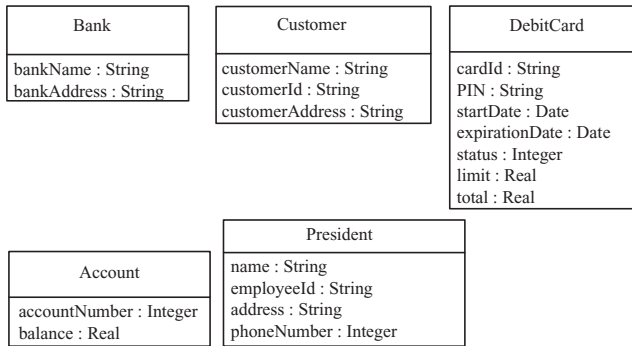 Bank
bankName : String
bankAddress : String
Customer
customerName : String
customerId : String
customerAddress : String
DebitCard
cardId : String
PIN : String
startDate : Date
expirationDate : Date
status : Integer
limit : Real
total : Real
Account
accountNumber : Integer
balance : Real
President
name : String
employeeId : String
address : String
phoneNumber : Integer